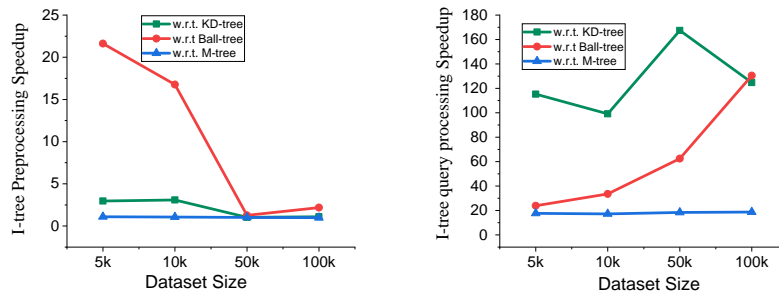 I-tree Preprocessing Speedup
25
20
15
10
5
0
w.r.t. KD-tree
w.r.t Ball-tree
w.r.t. M-tree
5k 10k 50k 100k
Dataset Size
I-tree query processing Speedup
180
160
140
120
100
80
60
40
20
0
w.r.t. KD-tree
w.r.t Ball-tree
w.r.t. M-tree
5k 10k 50k 100k
Dataset Size